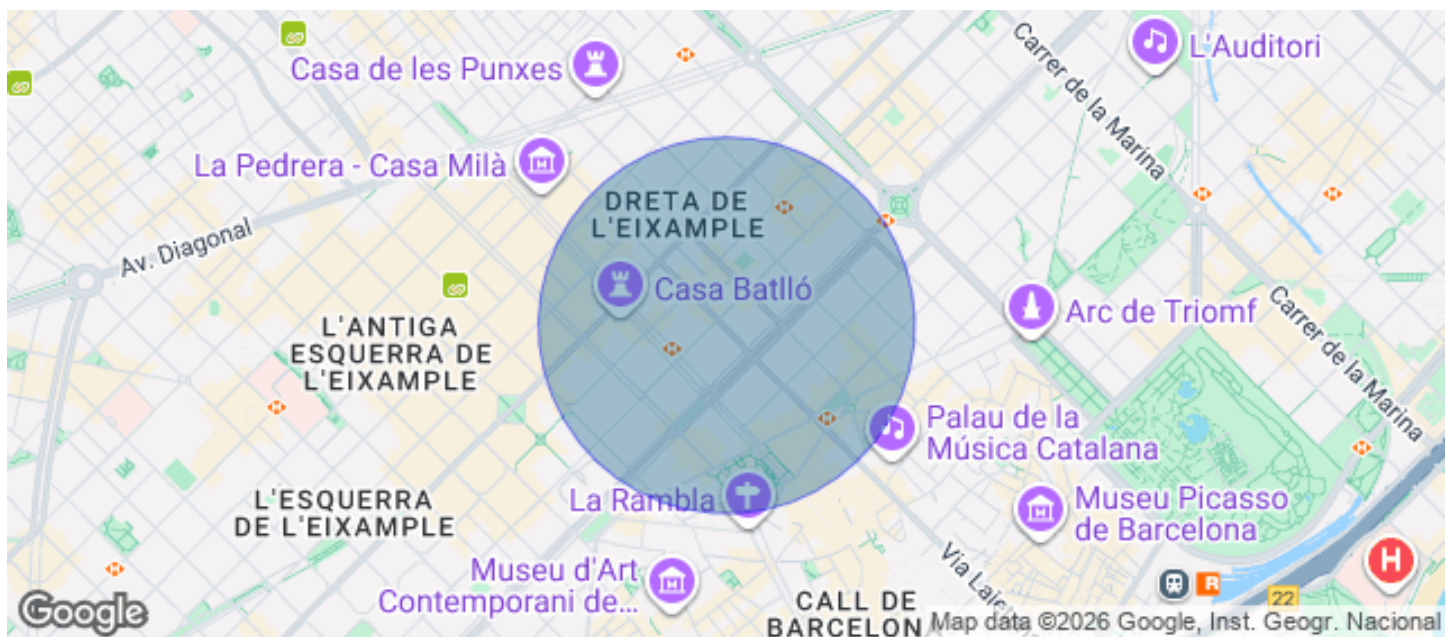 Casa de les Punxes
L'Auditori
Carrer de la Marina
La Pedrera - Casa Milà
DRETA DE
L'EIXAMPLE
Av. Diagonal
Casa Batlló
Arc de Triomf
Carrer de la Marina
L'ANTIGA
ESQUERRA DE
L'EIXAMPLE
Palau de la
Música Catalana
L'ESQUERRA
DE L'EIXAMPLE
La Rambla
Museu Picasso
de Barcelona
Museu d'Art
Contemporani de...
Via Laiet
H
R
22
CALL DE
BARCELON
Google
Map data ©2026 Google, Inst. Geogr. Nacional